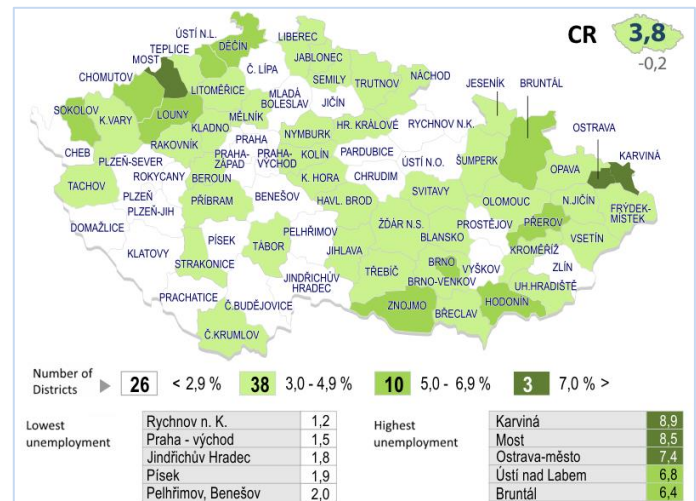 CR 3,8
-0,2
ÚSTÍ N.L.
DĚČÍN
LIBEREC
TEPLICE
MOST
JABLONEC
CHOMUTOV
Č. LÍPA
SEMILY
TRUTNOV
NÁCHOD
JESENÍK
BRUNTÁL
LITOMĚŘICE
MLADÁ
BOLESLAV
JIČÍN
SOKOLOV
K.VARY
LOUNY
MĚLNÍK
KLADNO
NYMBURK
HR. KRÁLOVÉ
RYCHNOV N.K.
OSTRAVA
KARVINÁ
CHEB
RAKOVNÍK
PRAHA
PRAHA-
ZÁPAD
PRAHA-
VÝCHOD
KOLÍN
PARDUBICE
ÚSTÍ N.O.
ŠUMPERK
OPAVA
PLZEŇ-SEVER
ROKYCANY
BEROUN
K. HORA
CHRUDIM
TACHOV
PLZEŇ
PŘÍBRAM
BENEŠOV
HAVL. BROD
SVITAVY
OLOMOUC
N.JIČÍN
FRÝDEK-
MÍSTEK
PLZEŇ-JIH
DOMAŽLICE
PELHŘIMOV
ŽĎÁR N.S.
PROSTĚJOV
PŘEROV
VSETÍN
KLATOVY
PÍSEK
TÁBOR
JIHLAVA
BLANSKO
KROMĚŘÍŽ
STRAKONICE
TŘEBÍČ
BRNO
VYŠKOV
ZLÍN
JINDŘICHŮV
HRADEC
BRNO-VENKOV
UH.HRADIŠTĚ
PRACHATICE
Č.BUDĚJOVICE
ZNOJMO
HODONÍN
BŘECLAV
Č.KRUMLOV
Number of
Districts
26 < 2,9 % 38 3,0 - 4,9 % 10 5,0 - 6,9 % 3 7,0 % >
Lowest
unemployment
Rychnov n. K. 1,2
Praha - východ 1,5
Jindřichův Hradec 1,8
Písek 1,9
Pelhřimov, Benešov 2,0
Highest
unemployment
Karviná 8,9
Most 8,5
Ostrava-město 7,4
Ústí nad Labem 6,8
Bruntál 6,4